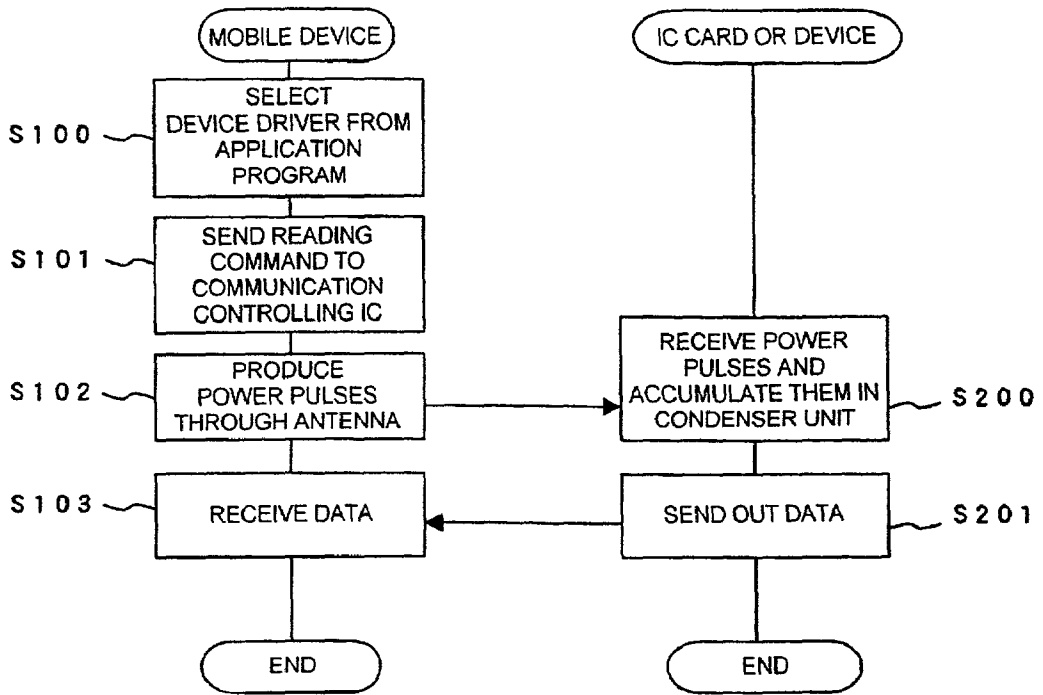 MOBILE DEVICE
IC CARD OR DEVICE
S100
SELECT
DEVICE DRIVER FROM
APPLICATION
PROGRAM
S101
SEND READING
COMMAND TO
COMMUNICATION
CONTROLLING IC
S102
PRODUCE
POWER PULSES
THROUGH ANTENNA
RECEIVE POWER
PULSES AND
ACCUMULATE THEM IN
CONDENSER UNIT
S200
S103
RECEIVE DATA
SEND OUT DATA
S201
END
END